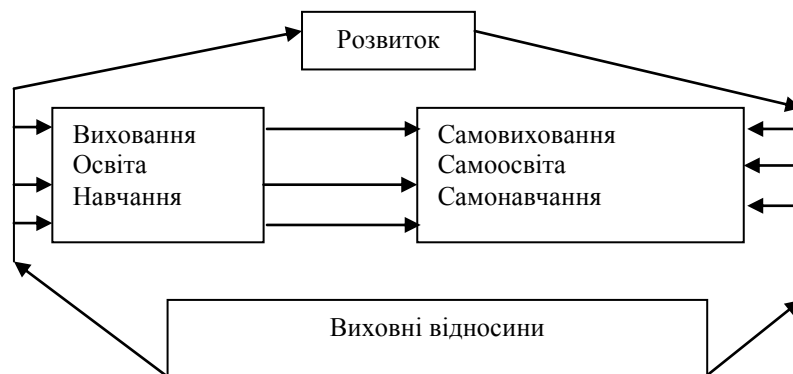 Розвиток
Виховання
Освіта
Навчання
Самовиховання
Самоосвіта
Самонавчання
Виховні відносини